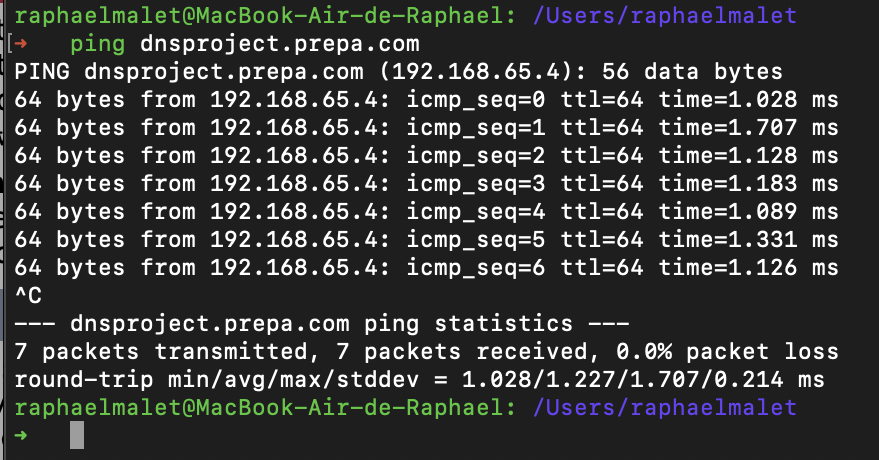 raphaelmalet@MacBook-Air-de-Raphael: /Users/raphaelmalet
[➜   ping dnsproject.prepa.com
PING dnsproject.prepa.com (192.168.65.4): 56 data bytes
64 bytes from 192.168.65.4: icmp_seq=0 ttl=64 time=1.028 ms
64 bytes from 192.168.65.4: icmp_seq=1 ttl=64 time=1.707 ms
64 bytes from 192.168.65.4: icmp_seq=2 ttl=64 time=1.128 ms
64 bytes from 192.168.65.4: icmp_seq=3 ttl=64 time=1.183 ms
64 bytes from 192.168.65.4: icmp_seq=4 ttl=64 time=1.089 ms
64 bytes from 192.168.65.4: icmp_seq=5 ttl=64 time=1.331 ms
64 bytes from 192.168.65.4: icmp_seq=6 ttl=64 time=1.126 ms
^C
--- dnsproject.prepa.com ping statistics ---
7 packets transmitted, 7 packets received, 0.0% packet loss
round-trip min/avg/max/stddev = 1.028/1.227/1.707/0.214 ms
raphaelmalet@MacBook-Air-de-Raphael: /Users/raphaelmalet
➜